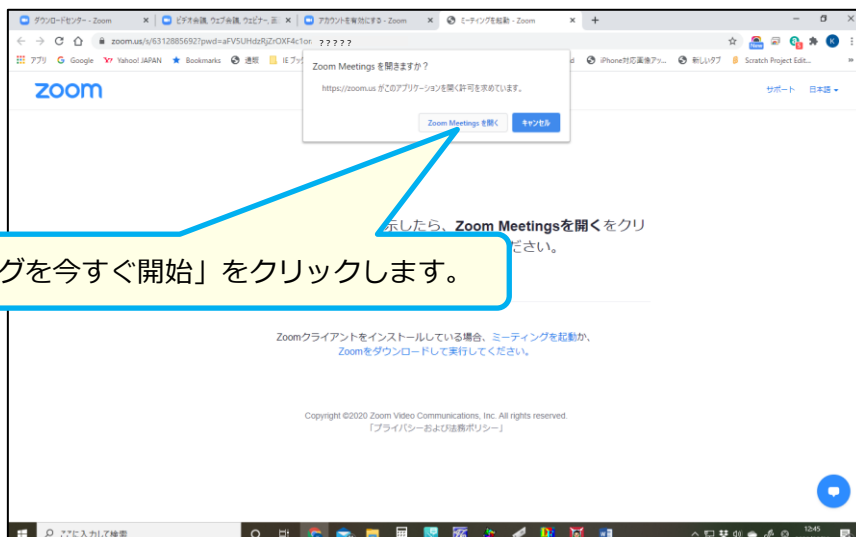 ダウンロードセンター - Zoom
ビデオ会議, ウェブ会議, ウェビナー, 画
アカウントを有効にする - Zoom
ミーティングを起動 - Zoom
zoom.us/s/63128856927?pwd=aFV5UHdzRjZrOXF4c1or ?????
アプリ Google Yahoo! JAPAN Bookmarks 通販 IEブ iPhone対応画像アッ... 新しいタブ Scratch Project Edit...
Zoom Meetings を開きますか？
https://zoom.us がこのアプリケーションを開く許可を求めています。
Zoom Meetings を開く キャンセル
zoom
サポート 日本語
示したら、Zoom Meetingsを開くをクリ
ださい。
グを今すぐ開始」をクリックします。
Zoomクライアントをインストールしている場合、ミーティングを起動か、
Zoomをダウンロードして実行してください。
Copyright ©2020 Zoom Video Communications, Inc. All rights reserved.
「プライバシーおよび法務ポリシー」
ここに入力して検索
12:45